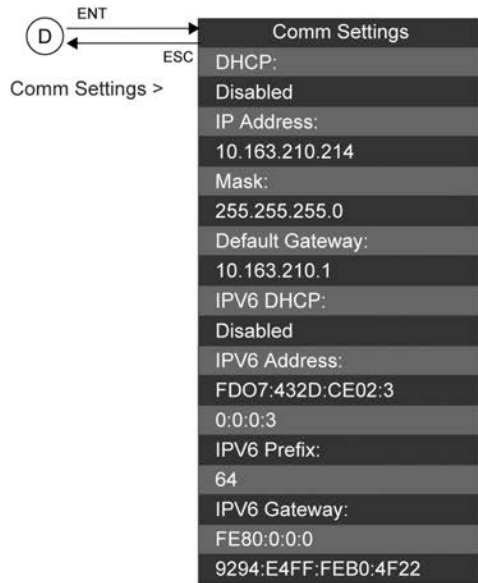 ENT
D
ESC
Comm Settings >
Comm Settings
DHCP:
Disabled
IP Address:
10.163.210.214
Mask:
255.255.255.0
Default Gateway:
10.163.210.1
IPV6 DHCP:
Disabled
IPV6 Address:
FDO7:432D:CE02:3
0:0:0:3
IPV6 Prefix:
64
IPV6 Gateway:
FE80:0:0:0
9294:E4FF:FEB0:4F22